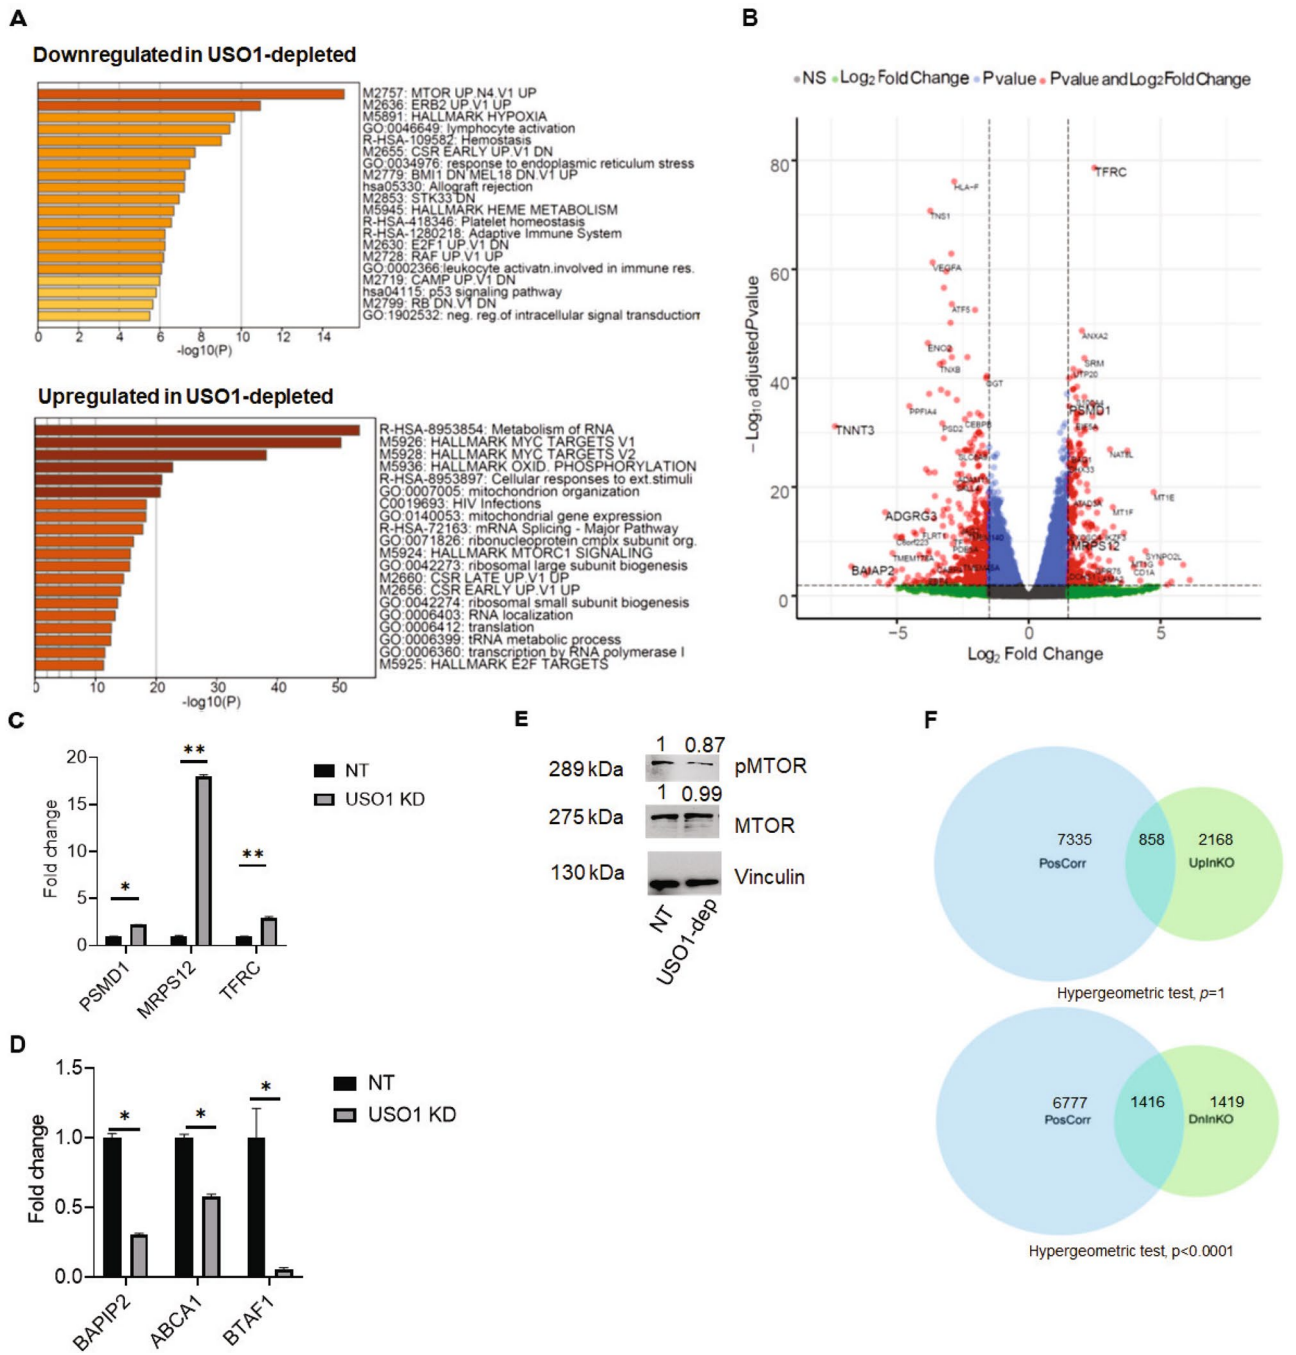 A
Downregulated in USO1-depleted
M2757: MTOR UP.N4.V1 UP
M2636: ERB2 UP.V1 UP
M5891: HALLMARK HYPOXIA
GO:0046649: lymphocyte activation
R-HSA-109582: Hemostasis
M2655: CSR EARLY UP.V1 DN
GO:0034976: response to endoplasmic reticulum stress
M2779: BMI1 DN MEL18 DN.V1 UP
hsa05330: Allograft rejection
M2853: STK33 DN
M5945: HALLMARK HEME METABOLISM
R-HSA-418346: Platelet homeostasis
R-HSA-1280218: Adaptive Immune System
M2630: E2F1 UP.V1 DN
M2728: RAF UP.V1 UP
GO:0002366:leukocyte activatn.involved in immune res.
M2719: CAMP UP.V1 DN
hsa04115: p53 signaling pathway
M2799: RB DN.V1 DN
GO:1902532: neg. reg.of intracellular signal transduction
0 2 4 6 8 10 12 14
-log10(P)
Upregulated in USO1-depleted
R-HSA-8953854: Metabolism of RNA
M5926: HALLMARK MYC TARGETS V1
M5928: HALLMARK MYC TARGETS V2
M5936: HALLMARK OXID. PHOSPHORYLATION
R-HSA-8953897: Cellular responses to ext.stimuli
GO:0007005: mitochondrion organization
C0019693: HIV Infections
GO:0140053: mitochondrial gene expression
R-HSA-72163: mRNA Splicing - Major Pathway
GO:0071826: ribonucleoprotein cmplx subunit org.
M5924: HALLMARK MTORC1 SIGNALING
GO:0042273: ribosomal large subunit biogenesis
M2660: CSR LATE UP.V1 UP
M2656: CSR EARLY UP.V1 UP
GO:0042274: ribosomal small subunit biogenesis
GO:0006403: RNA localization
GO:0006412: translation
GO:0006399: tRNA metabolic process
GO:0006360: transcription by RNA polymerase I
M5925: HALLMARK E2F TARGETS
0 10 20 30 40 50
-log10(P)
B
NS Log2 Fold Change P value P value and Log2 Fold Change
80
60
40
20
0
−Log10 adjusted P value
TFRC
HLA-F
TNS1
VEGFA
ATF5
ANXA2
ENO2
SRM
TNXB
UTP20
PPFIA4
PSMD1
TNNT3
PSD2
CEBPB
NAT8L
MT1E
MT1F
ADGRG3
FLRT1
MRPS12
SYNPO2L
BAIAP2
MT1G
CD1A
−5 0 5
Log2 Fold Change
C
20
15
10
5
0
Fold change
* ** **
NT
USO1 KD
PSMD1 MRPS12 TFRC
D
1.5
1.0
0.5
0.0
Fold change
* * *
NT
USO1 KD
BAPIP2 ABCA1 BTAF1
E
1 0.87
289 kDa pMTOR
1 0.99
275 kDa MTOR
130 kDa Vinculin
NT USO1-dep
F
7335 858 2168
PosCorr UpInKO
Hypergeometric test, p=1
6777 1416 1419
PosCorr DnInKO
Hypergeometric test, p<0.0001